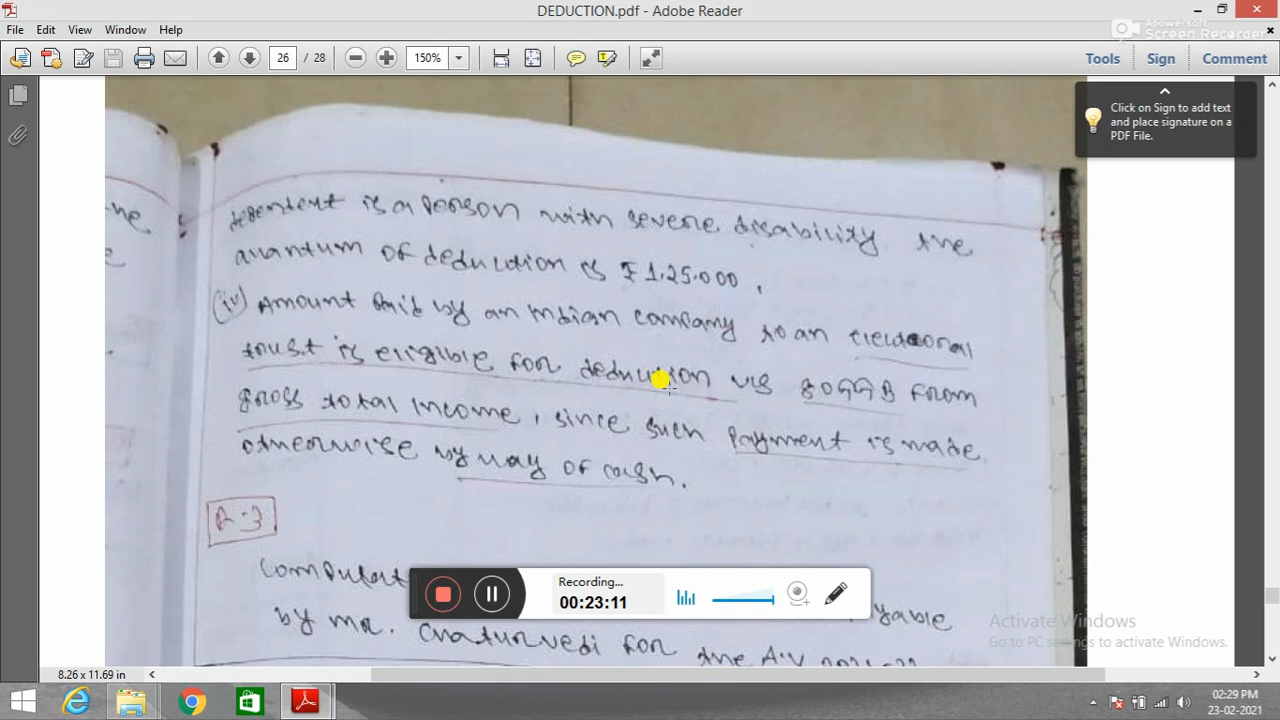 DEDUCTION.pdf - Adobe Reader
File Edit View Window Help
Apowersoft
Screen Recorder
26 / 28 150% Tools Sign Comment
Click on Sign to add text
and place signature on a
PDF File.
dependent is a person with severe disability the
quantum of deduction is ₹ 1.25.000.
(iv) Amount paid by an Indian company to an electoral
trust is eligible for deduction u/s 80GGB from
gross total income, since such payment is made
otherwise by way of cash.
by mr. Chaturvedi for the A.Y
Recording...
00:23:11
Activate Windows
Go to PC settings to activate Windows.
8.26 x 11.69 in
02:29 PM
23-02-2021